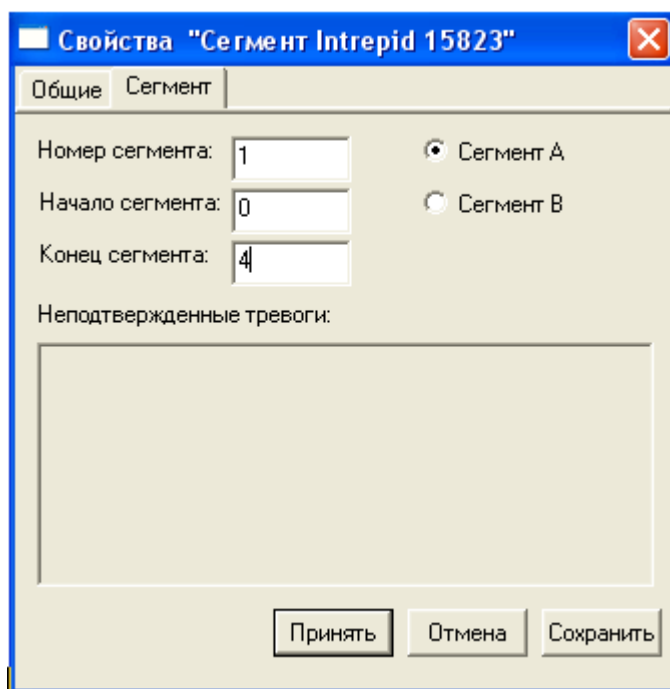 Свойства "Сегмент Intrepid 15823"
Общие Сегмент
Номер сегмента: 1 Сегмент А
Начало сегмента: 0 Сегмент В
Конец сегмента: 4
Неподтвержденные тревоги:
Принять Отмена Сохранить